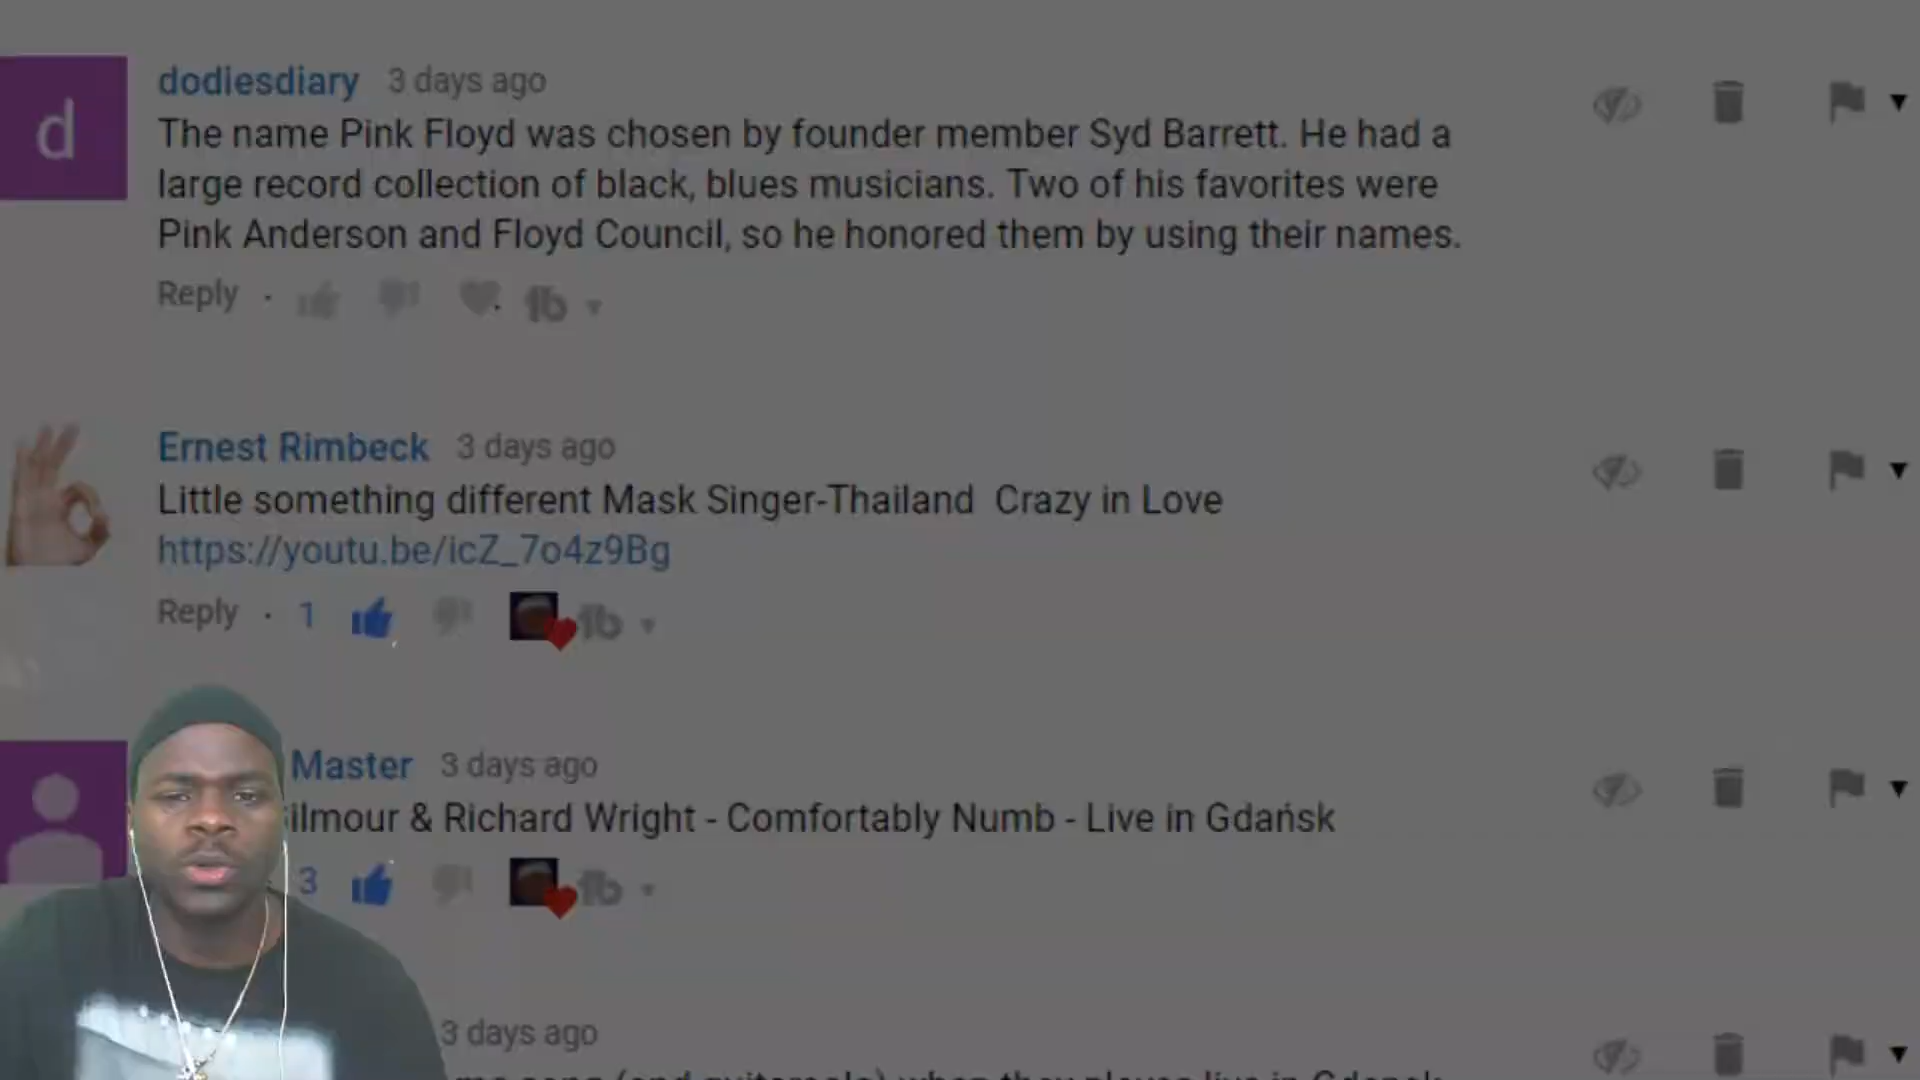 d
dodiesdiary 3 days ago
The name Pink Floyd was chosen by founder member Syd Barrett. He had a
large record collection of black, blues musicians. Two of his favorites were
Pink Anderson and Floyd Council, so he honored them by using their names.
Reply
Ernest Rimbeck 3 days ago
Little something different Mask Singer-Thailand Crazy in Love
https://youtu.be/icZ_7o4z9Bg
Reply · 1
Master 3 days ago
ilmour & Richard Wright - Comfortably Numb - Live in Gdańsk
3
3 days ago